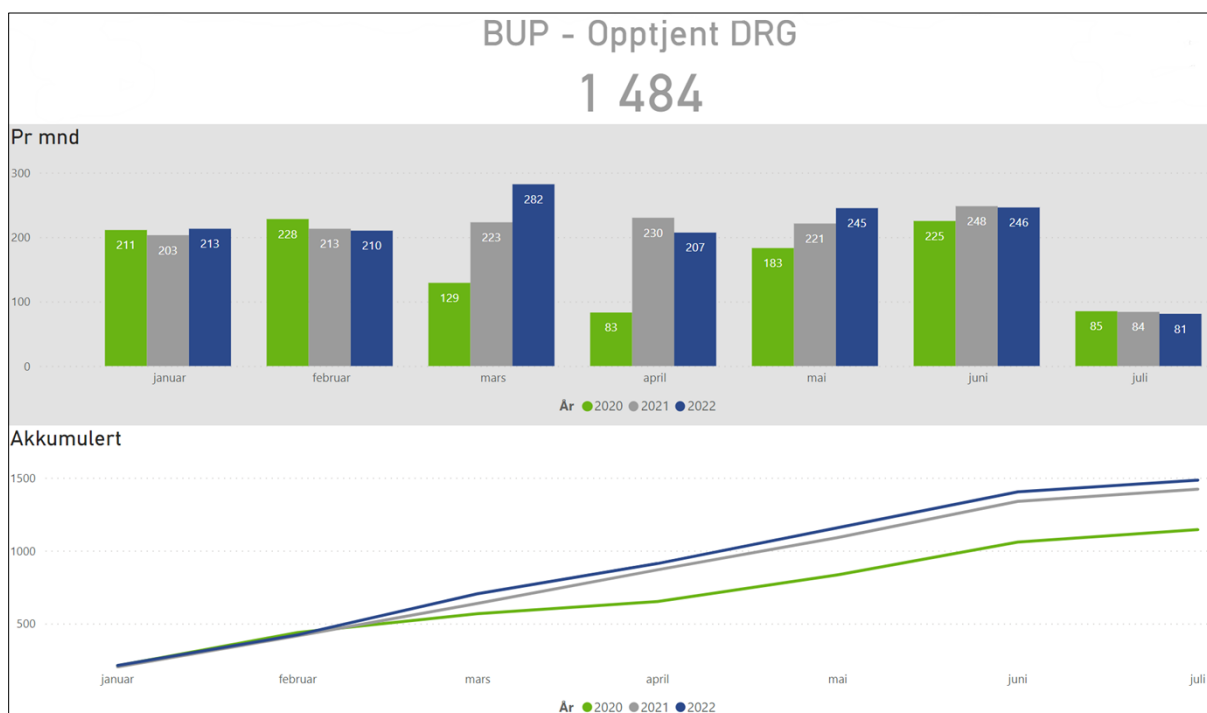 BUP - Opptjent DRG
1 484
Pr mnd
300
200
100
0
211 203 213
228 213 210
129 223 282
83 230 207
183 221 245
225 248 246
85 84 81
januar februar mars april mai juni juli
År 2020 2021 2022
Akkumulert
1500
1000
500
januar februar mars april mai juni juli
År 2020 2021 2022